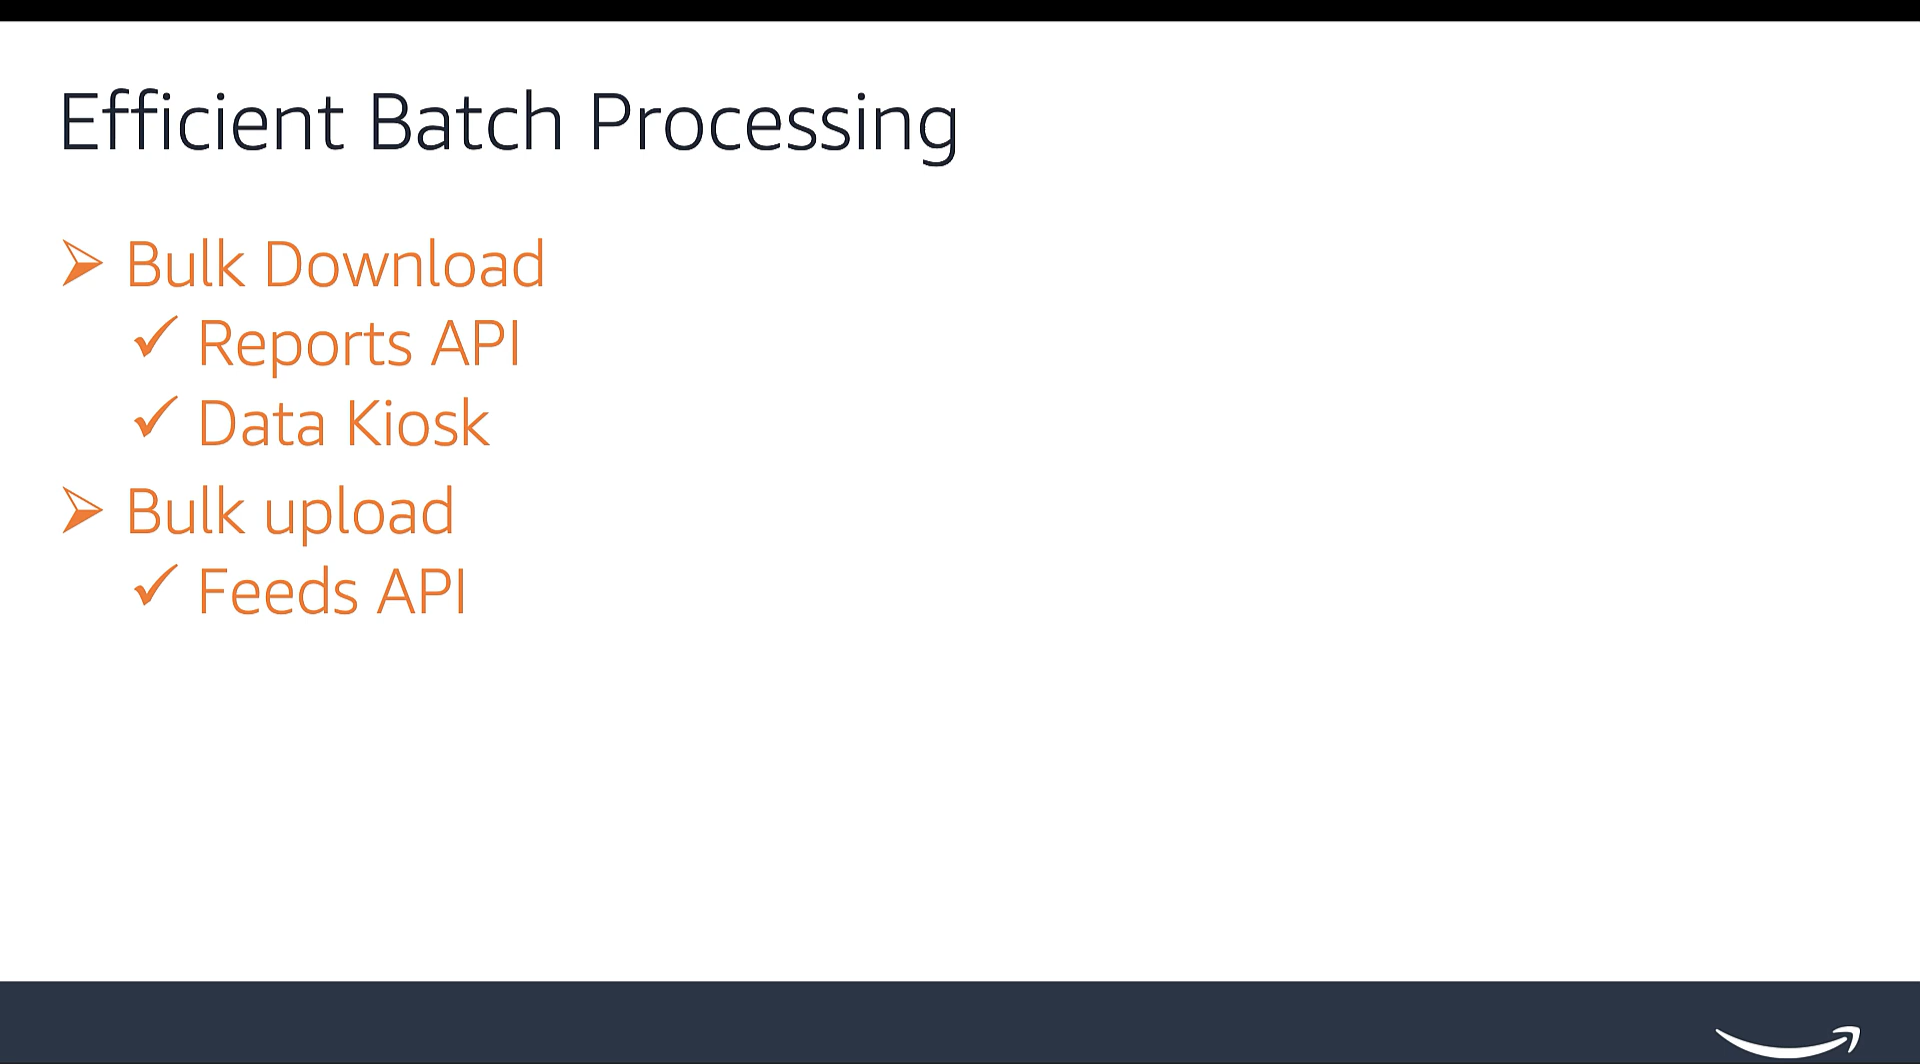 Efficient Batch Processing
Bulk Download
Reports API
Data Kiosk
Bulk upload
Feeds API